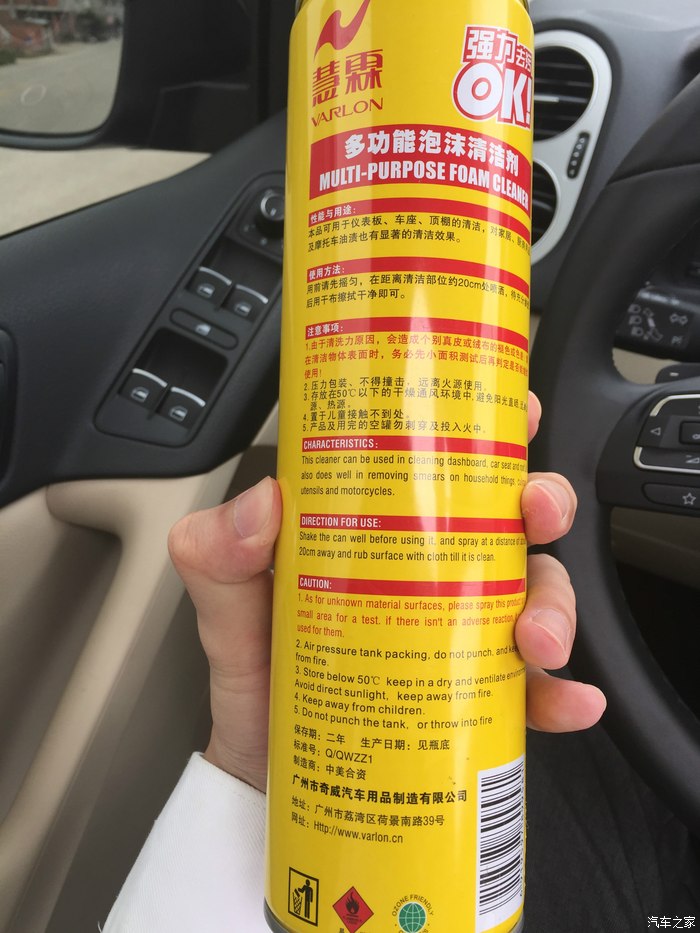 慧霖
VARLON
强力去污
OK!
多功能泡沫清洁剂
MULTI-PURPOSE FOAM CLEANER
性能与用途:
本品可用于仪表板、车座、顶棚的清洁，对家居、厨
及摩托车油渍也有显著的清洁效果。
使用方法:
用前请先摇匀，在距离清洁部位约20cm处喷洒，待
后用干布擦拭干净即可。
注意事项:
1.由于清洗力原因，会造成个别真皮或绒布的褪色或
在清洁物体表面时，务必先小面积测试后再判定是否
使用!
2.压力包装、不得撞击，远离火源使用。
3.存放在50℃以下的干燥通风环境中,避免阳光直晒,
源、热源。
4.置于儿童接触不到处。
5.产品及用完的空罐勿刺穿及投入火中。
CHARACTERISTICS:
This cleaner can be used in cleaning dashboard, car seat and
also does well in removing smears on household things,
utensils and motorcycles.
DIRECTION FOR USE:
Shake the can well before using it, and spray at a distance of
20cm away and rub surface with cloth till it is clean.
CAUTION:
1. As for unknown material surfaces, please spray this
small area for a test. if there isn't an adverse reaction,
used for them.
2. Air pressure tank packing, do not punch, and
from fire.
3. Store below 50℃ keep in a dry and ventilate
Avoid direct sunlight, keep away from fire.
4. Keep away from children.
5. Do not punch the tank, or throw into fire
保存期: 二年 生产日期: 见瓶底
标准号: Q/QWZZ1
制造商: 中美合资
广州市奇威汽车用品制造有限公司
地址: 广州市荔湾区荷景南路39号
网址: Http://www.varlon.cn
OZONE FRIENDLY
汽车之家